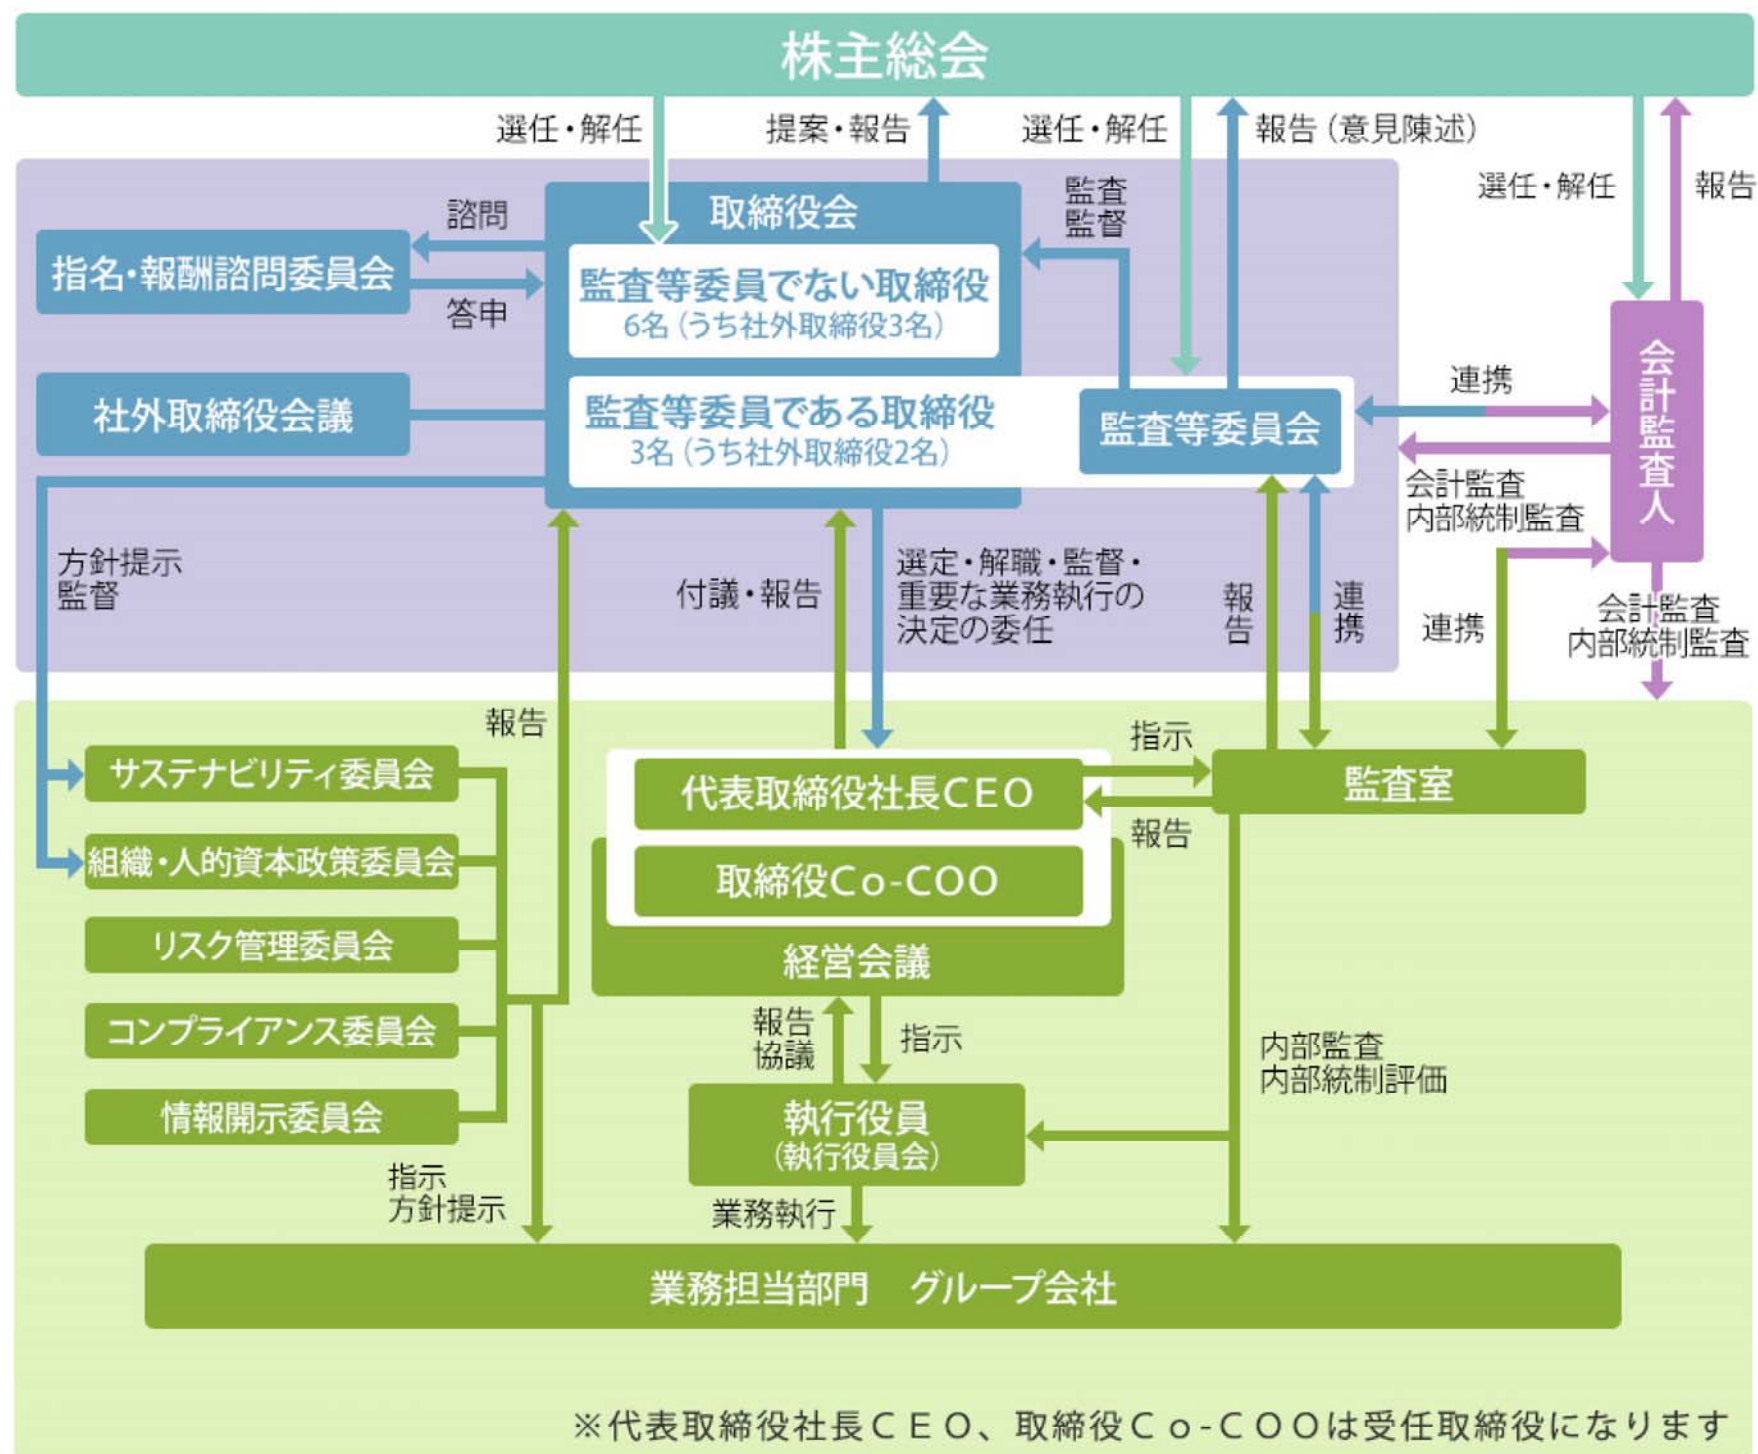 株主総会
選任・解任
提案・報告
選任・解任
報告（意見陳述）
選任・解任
報告
取締役会
監査
監督
諮問
指名・報酬諮問委員会
答申
監査等委員でない取締役
6名（うち社外取締役3名）
社外取締役会議
監査等委員である取締役
3名（うち社外取締役2名）
監査等委員会
連携
会計監査人
会計監査
内部統制監査
方針提示
監督
付議・報告
選定・解職・監督・
重要な業務執行の
決定の委任
報告
連携
連携
会計監査
内部統制監査
報告
サステナビリティ委員会
組織・人的資本政策委員会
リスク管理委員会
コンプライアンス委員会
情報開示委員会
代表取締役社長CEO
取締役Co-COO
経営会議
指示
報告
監査室
報告
協議
指示
執行役員
（執行役員会）
内部監査
内部統制評価
指示
方針提示
業務執行
業務担当部門　グループ会社
※代表取締役社長CEO、取締役Co-COOは受任取締役になります